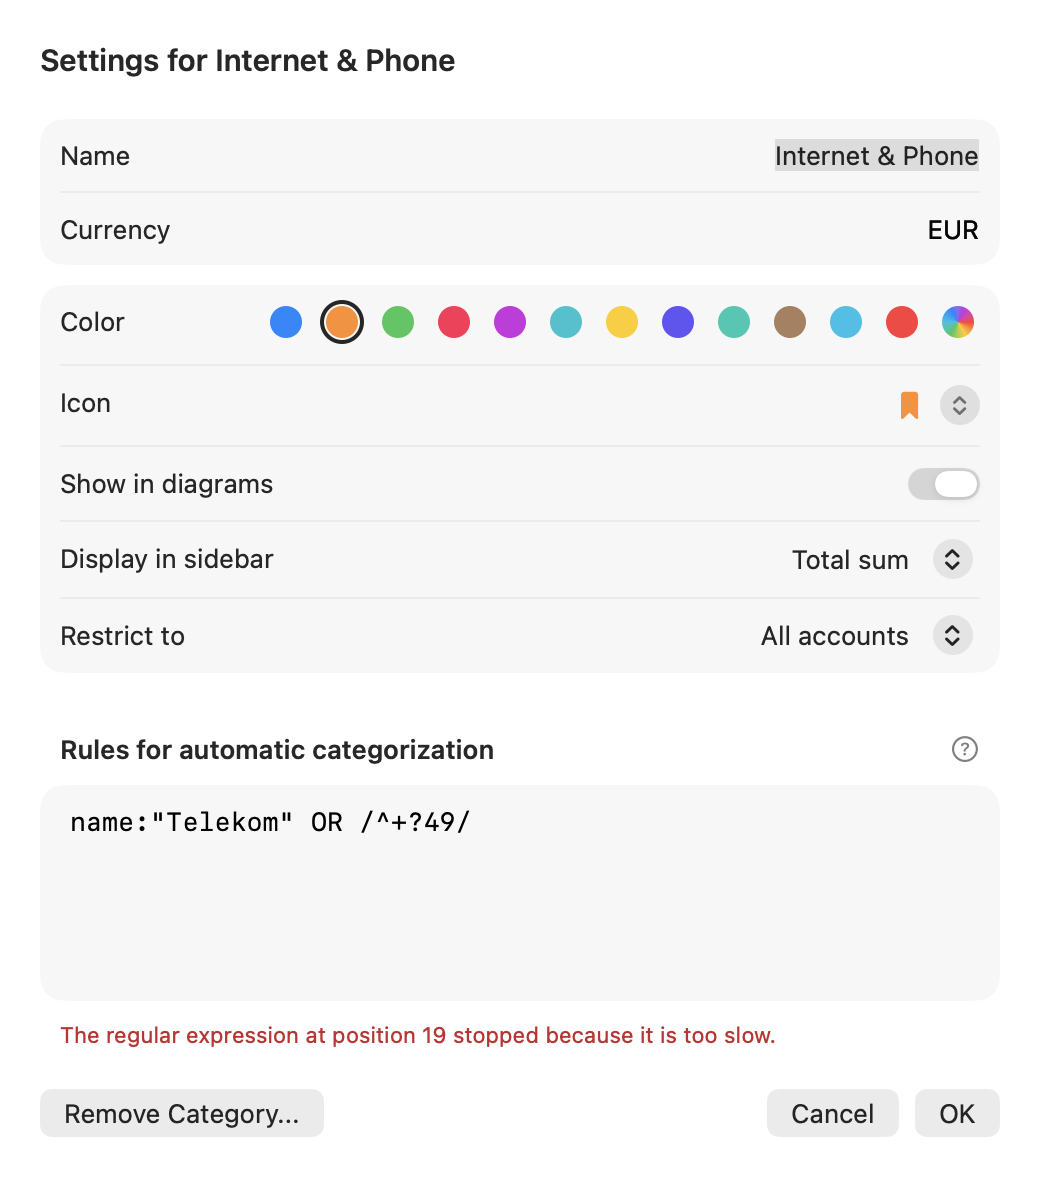 Settings for Internet & Phone
Name Internet & Phone
Currency EUR
Color
Icon
Show in diagrams
Display in sidebar Total sum
Restrict to All accounts
Rules for automatic categorization ?
name:"Telekom" OR /^+?49/
The regular expression at position 19 stopped because it is too slow.
Remove Category... Cancel OK